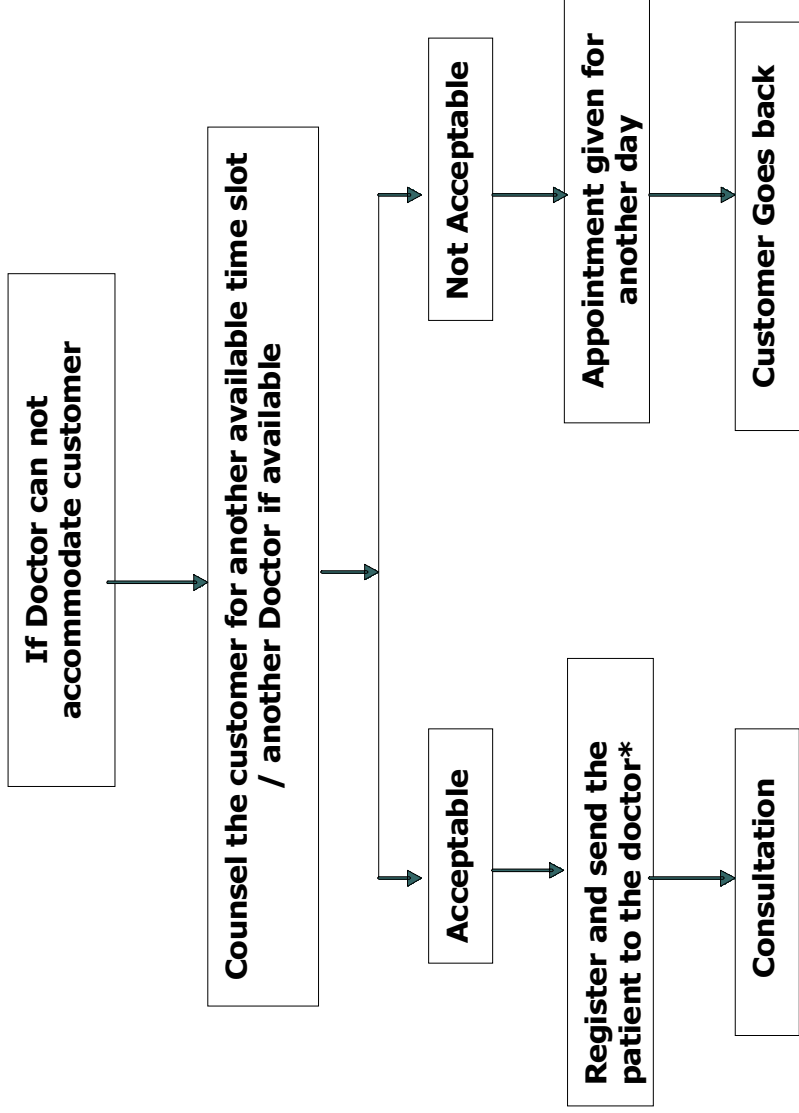 If Doctor can not
accommodate customer
Counsel the customer for another available time slot
/ another Doctor if available
Acceptable
Not Acceptable
Register and send the
patient to the doctor*
Appointment given for
another day
Consultation
Customer Goes back